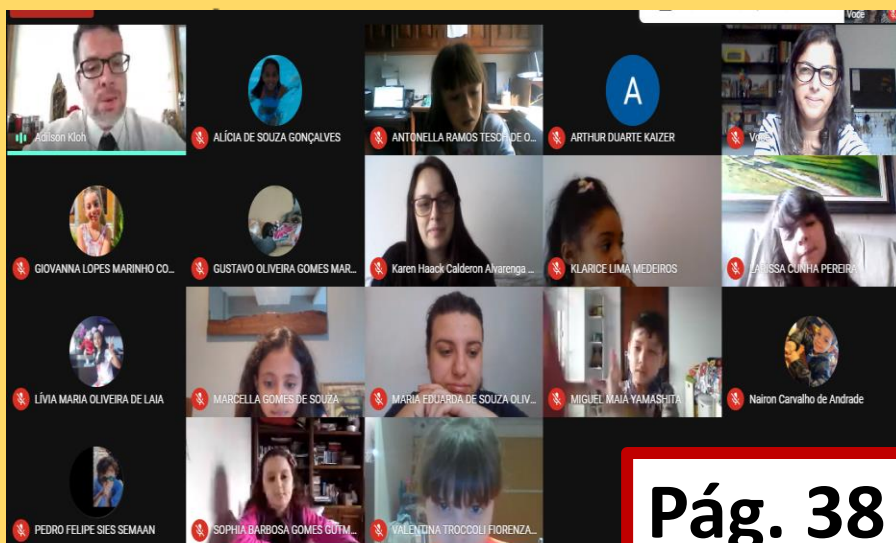 Você
Adilson Kloh
ALÍCIA DE SOUZA GONÇALVES
ANTONELLA RAMOS TESCH DE O...
A
ARTHUR DUARTE KAIZER
Você
GIOVANNA LOPES MARINHO CO...
GUSTAVO OLIVEIRA GOMES MAR...
Karen Haack Calderon Alvarenga ...
KLARICE LIMA MEDEIROS
LARISSA CUNHA PEREIRA
LÍVIA MARIA OLIVEIRA DE LAIA
MARCELLA GOMES DE SOUZA
MARIA EDUARDA DE SOUZA OLIV...
MIGUEL MAIA YAMASHITA
Nairon Carvalho de Andrade
PEDRO FELIPE SIES SEMAAN
SOPHIA BARBOSA GOMES GUTM...
VALENTINA TROCCOLI FIORENZA...
Pág. 38